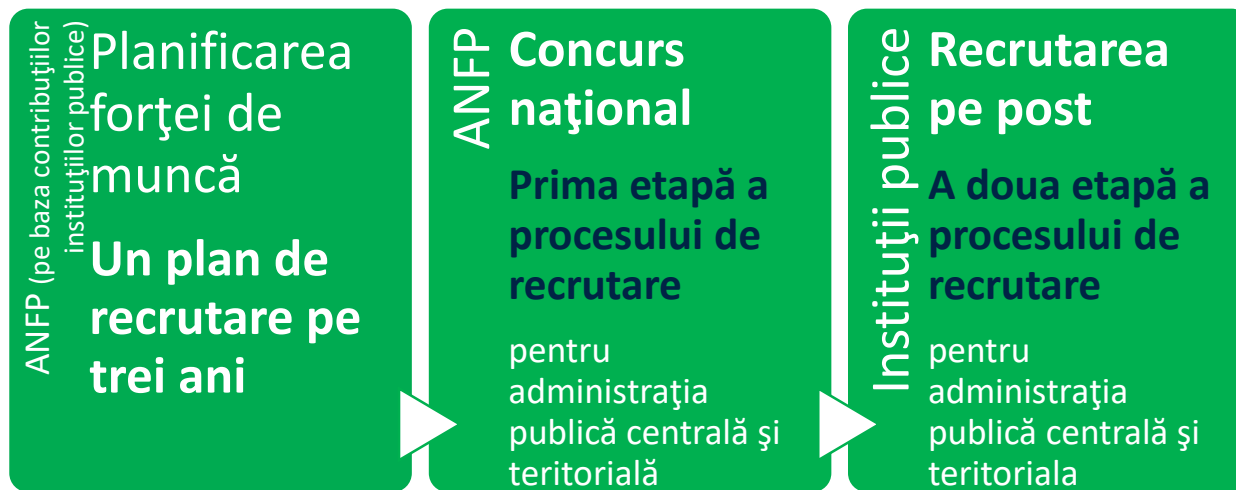 ANFP (pe baza contribuţiilor
instituţiilor publice)
Planificarea
forţei de
muncă
Un plan de
recrutare pe
trei ani
ANFP
Concurs
naţional
Prima etapă a
procesului de
recrutare
pentru
administraţia
publică centrală şi
teritorială
Instituţii publice
Recrutarea
pe post
A doua etapă a
procesului de
recrutare
pentru
administraţia
publică centrală şi
teritoriala